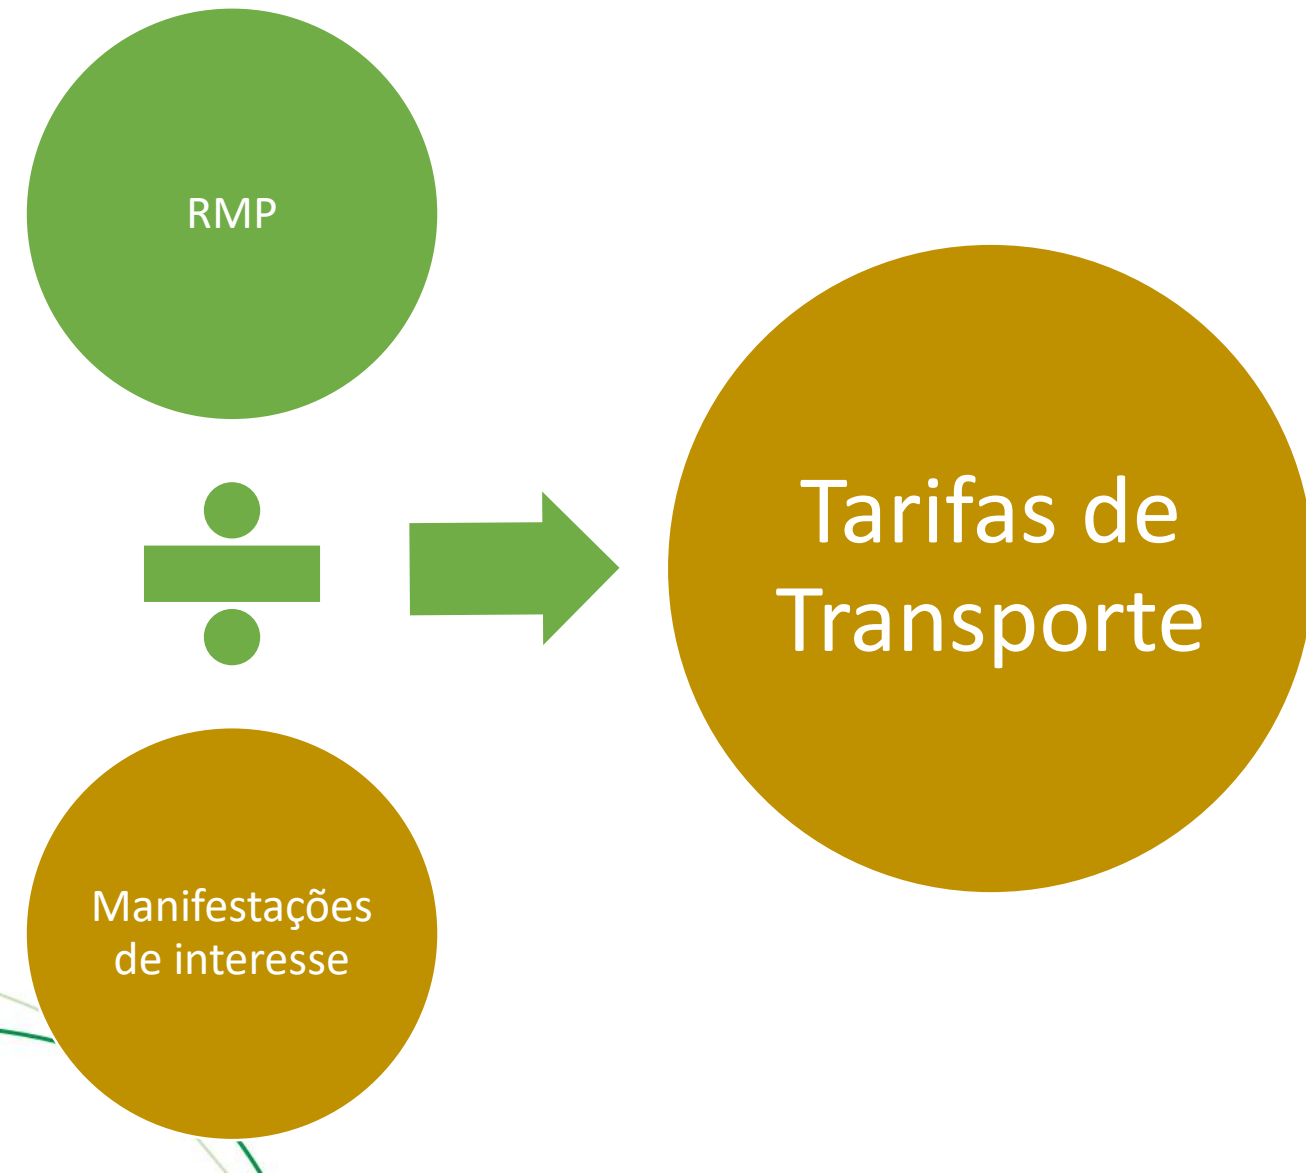 RMP
Tarifas de
Transporte
Manifestações
de interesse